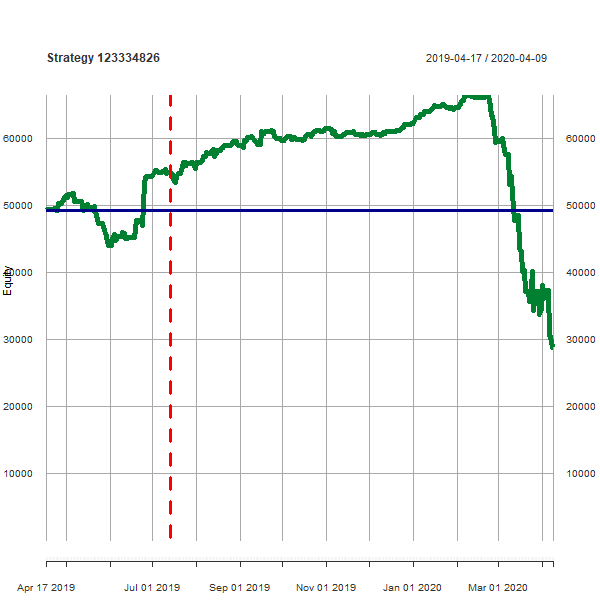 Strategy 123334826
2019-04-17 / 2020-04-09
60000
60000
50000
50000
40000
40000
Equity
30000
30000
20000
20000
10000
10000
Apr 17 2019
Jul 01 2019
Sep 01 2019
Nov 01 2019
Jan 01 2020
Mar 01 2020